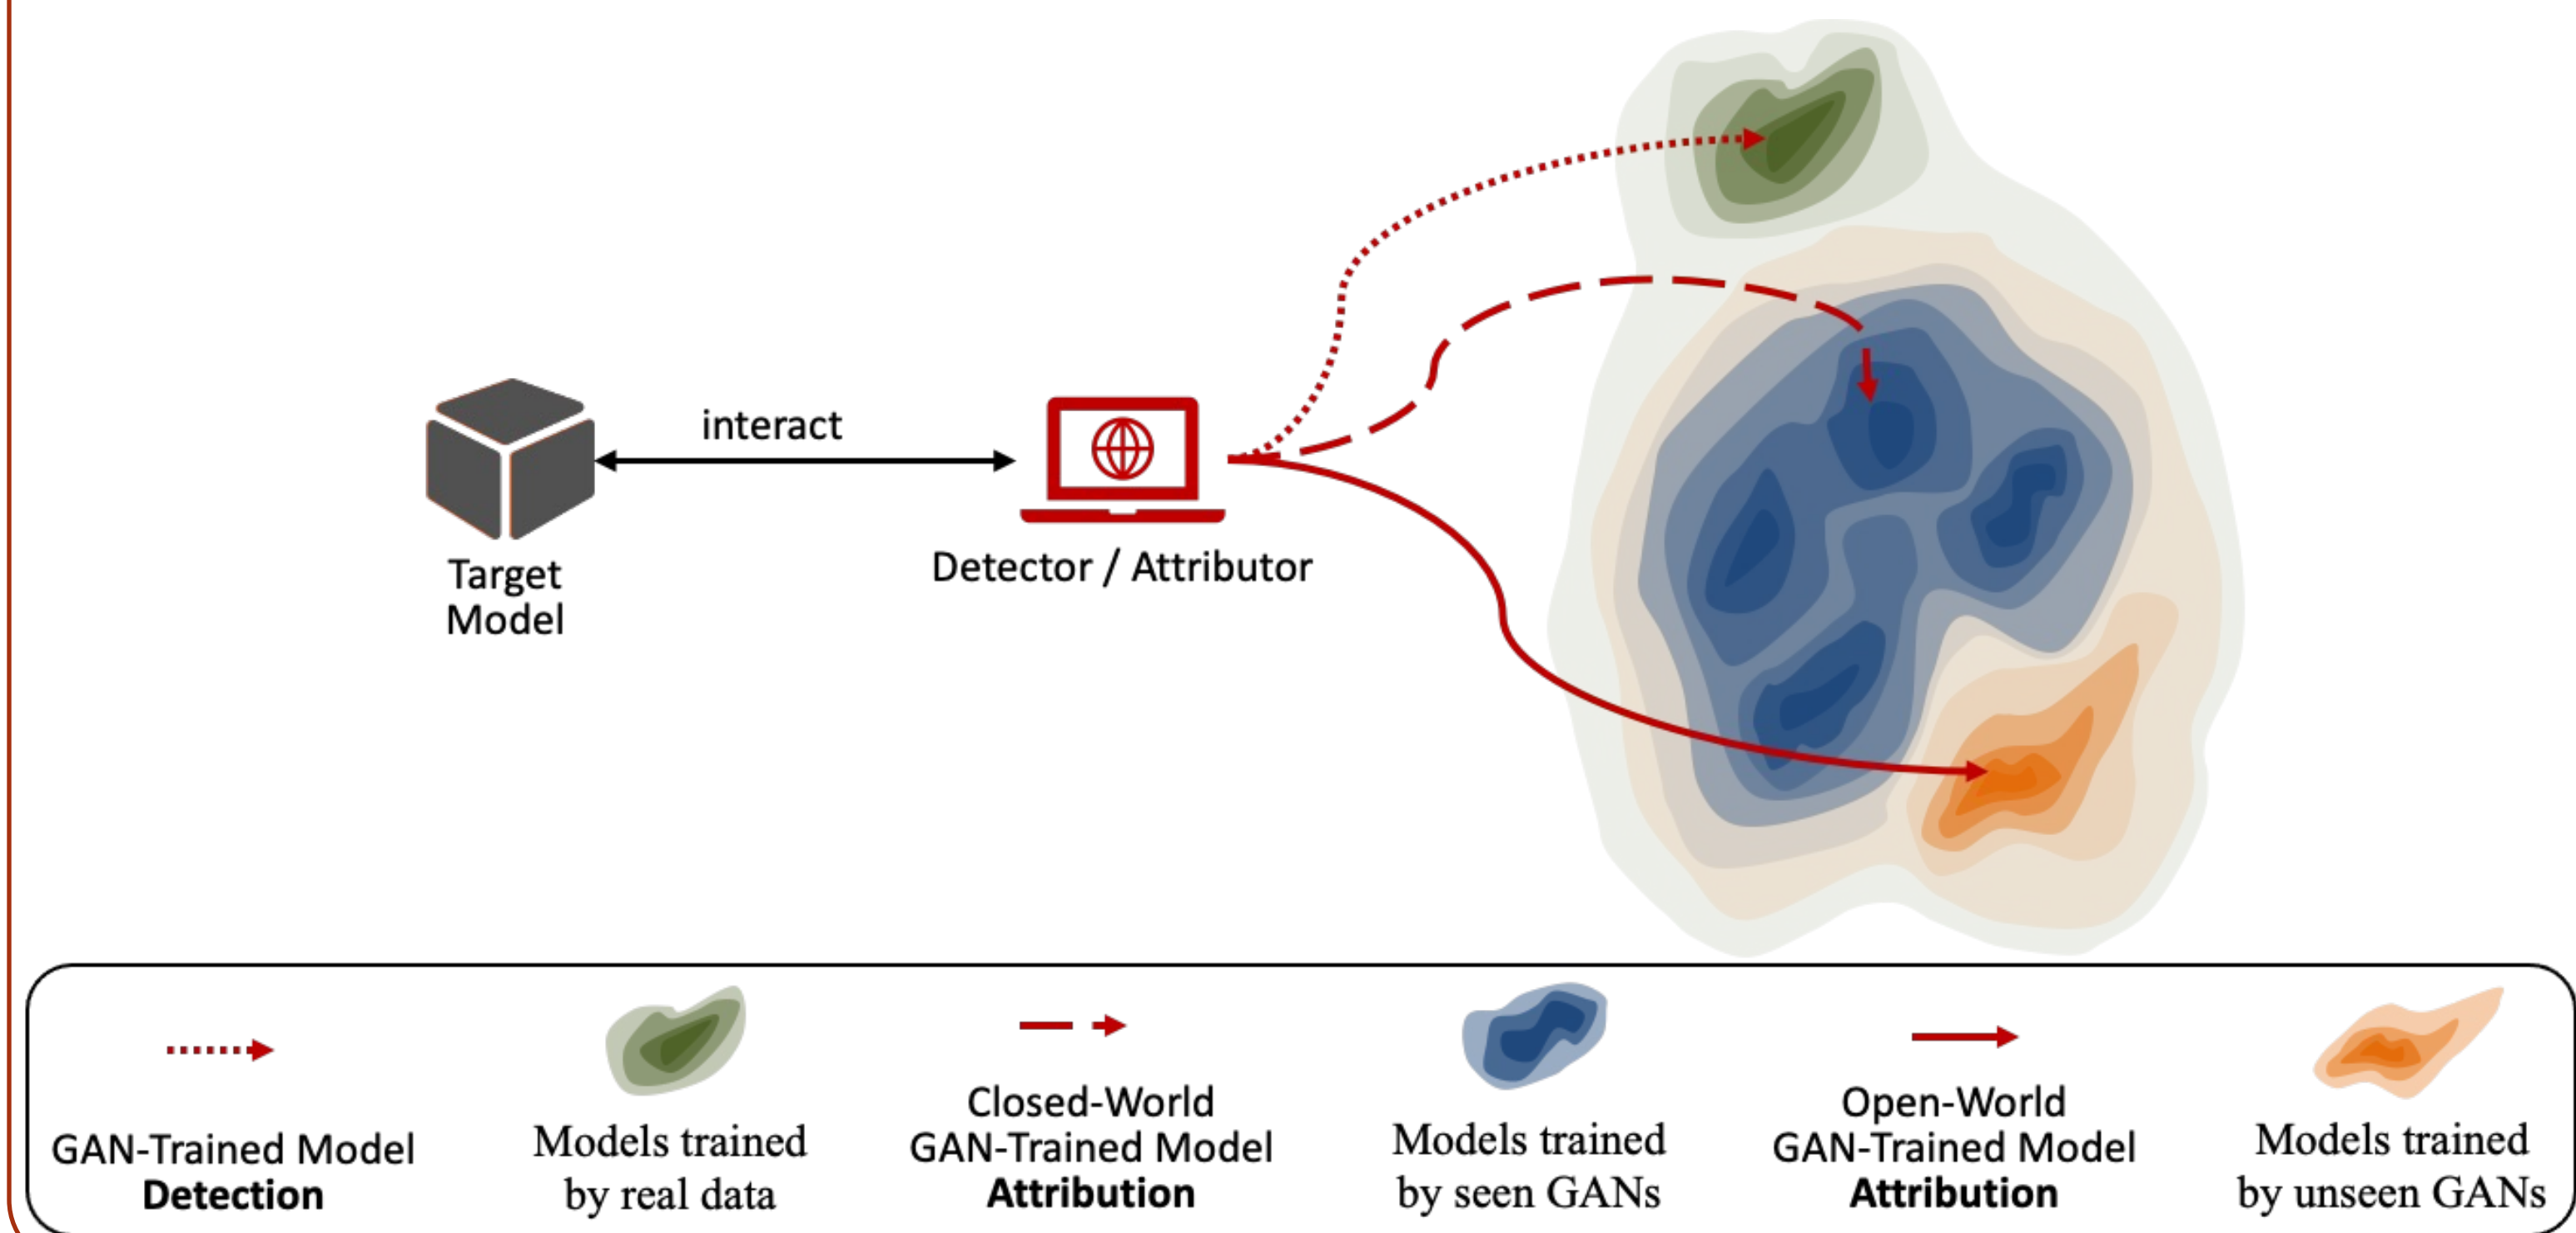 interact
Target
Model
Detector / Attributor
GAN-Trained Model
Detection
Models trained
by real data
Closed-World
GAN-Trained Model
Attribution
Models trained
by seen GANs
Open-World
GAN-Trained Model
Attribution
Models trained
by unseen GANs